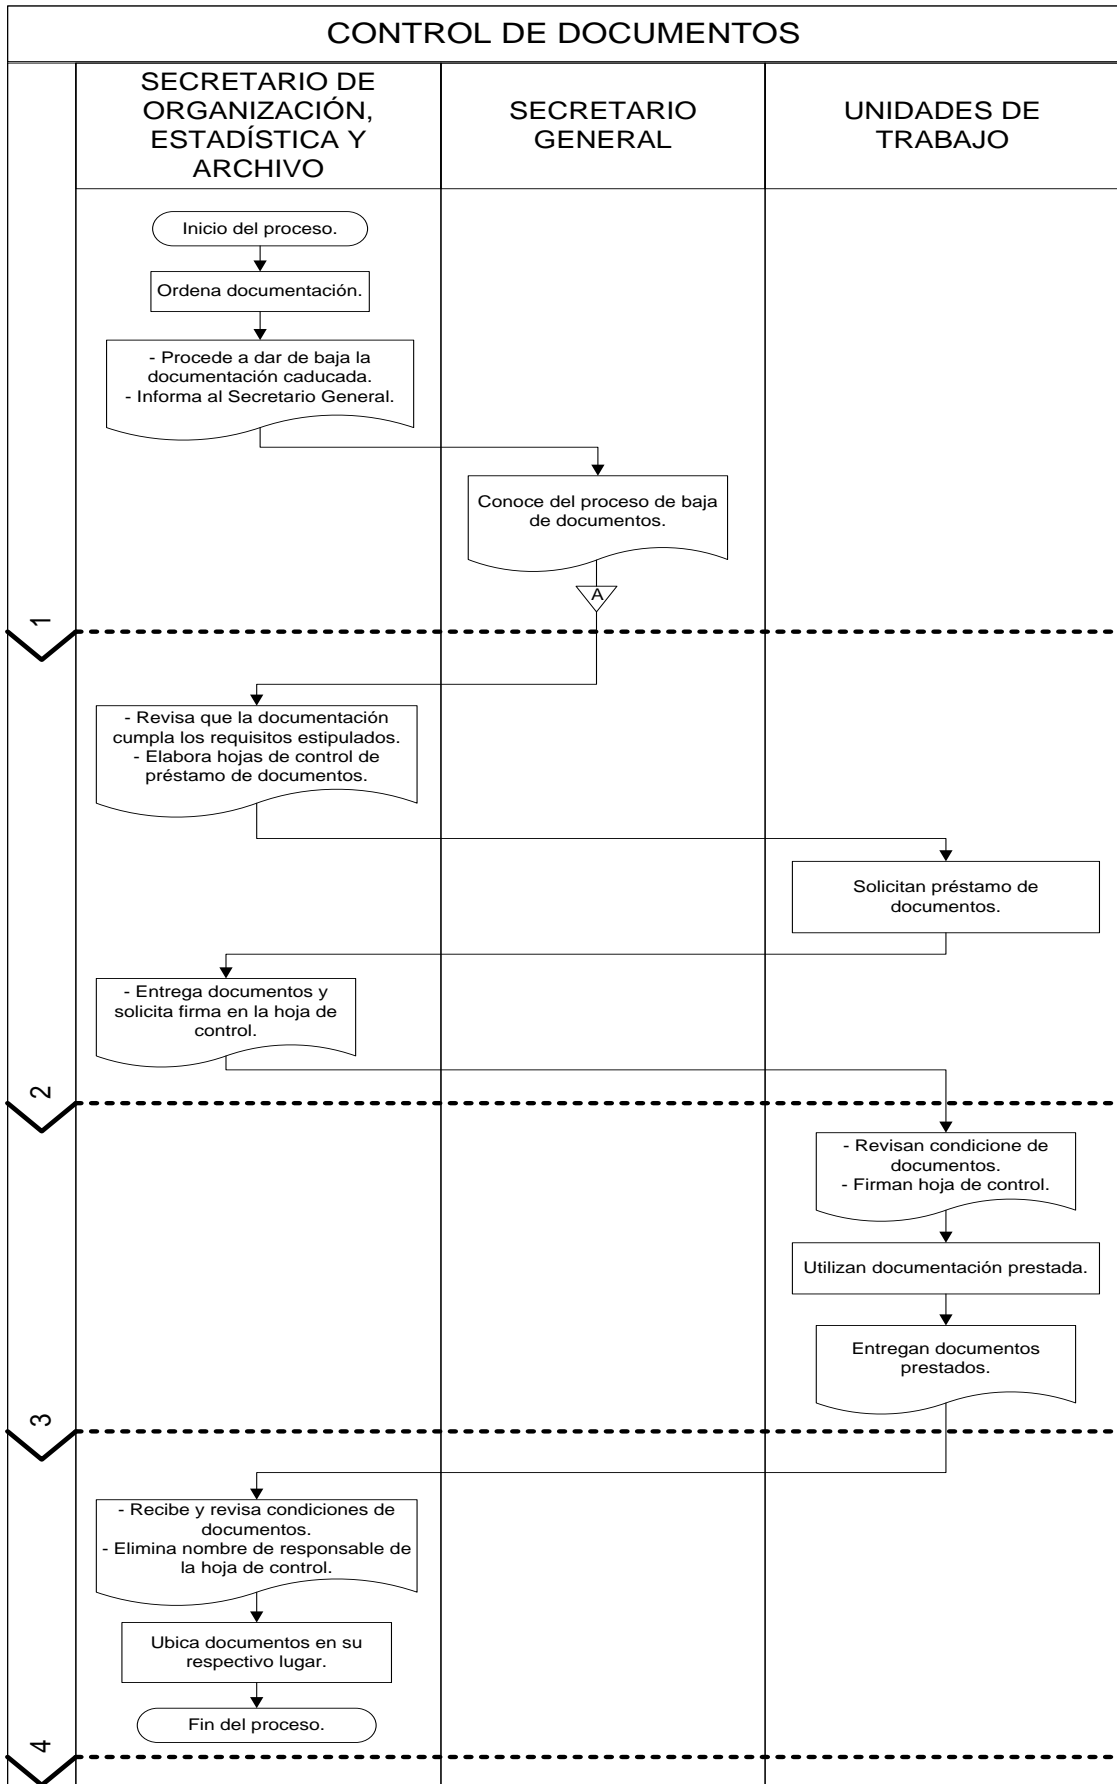 CONTROL DE DOCUMENTOS
SECRETARIO DE
ORGANIZACIÓN,
ESTADÍSTICA Y
ARCHIVO
SECRETARIO
GENERAL
UNIDADES DE
TRABAJO
Inicio del proceso.
Ordena documentación.
- Procede a dar de baja la
documentación caducada.
- Informa al Secretario General.
Conoce del proceso de baja
de documentos.
A
1
- Revisa que la documentación
cumpla los requisitos estipulados.
- Elabora hojas de control de
préstamo de documentos.
Solicitan préstamo de
documentos.
- Entrega documentos y
solicita firma en la hoja de
control.
2
- Revisan condicione de
documentos.
- Firman hoja de control.
Utilizan documentación prestada.
Entregan documentos
prestados.
3
- Recibe y revisa condiciones de
documentos.
- Elimina nombre de responsable de
la hoja de control.
Ubica documentos en su
respectivo lugar.
Fin del proceso.
4